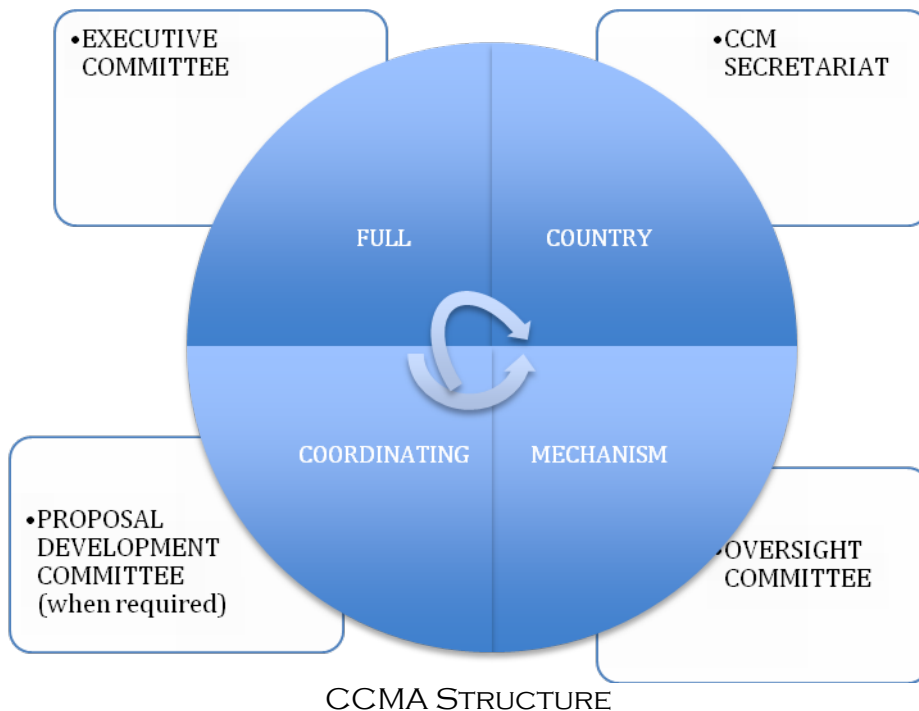 •EXECUTIVE
COMMITTEE
•CCM
SECRETARIAT
FULL
COUNTRY
COORDINATING
MECHANISM
•PROPOSAL
DEVELOPMENT
COMMITTEE
(when required)
•OVERSIGHT
COMMITTEE
CCMA STRUCTURE